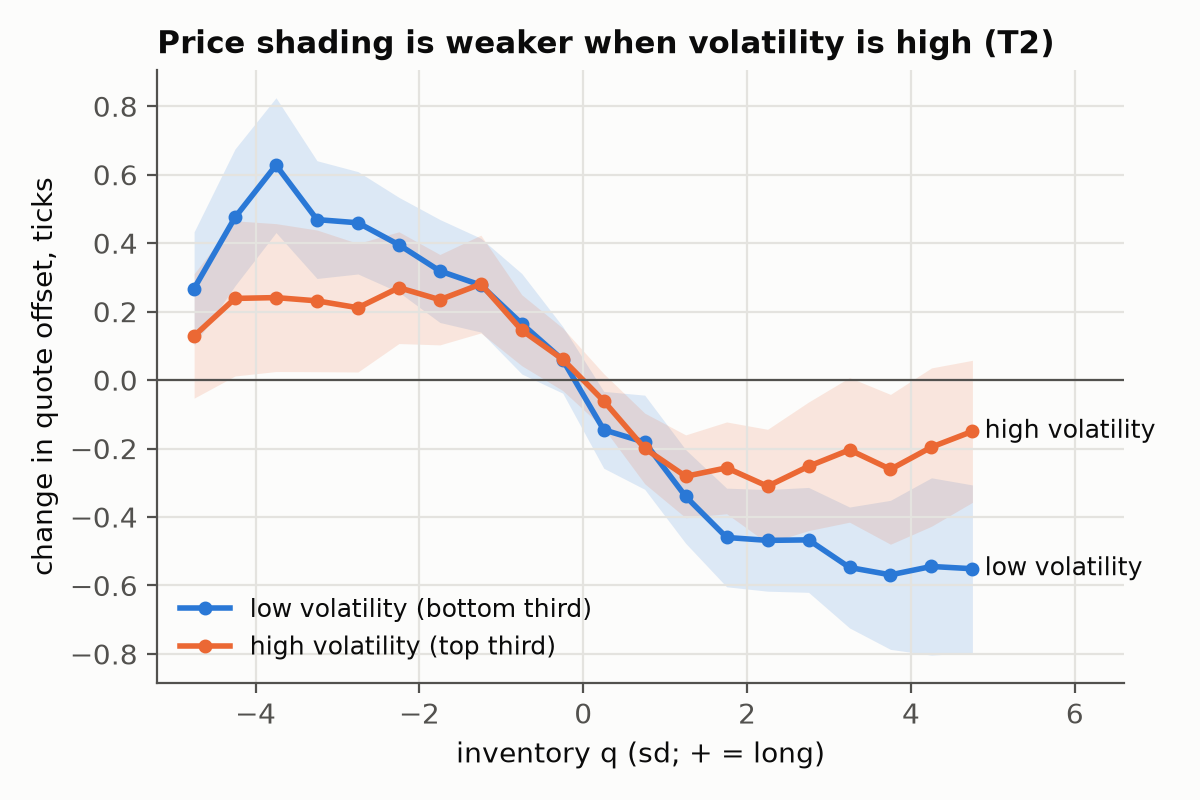 Price shading is weaker when volatility is high (T2)
change in quote offset, ticks
0.8
0.6
0.4
0.2
0.0
−0.2
−0.4
−0.6
−0.8
high volatility
low volatility
low volatility (bottom third)
high volatility (top third)
−4
−2
0
2
4
6
inventory q (sd; + = long)